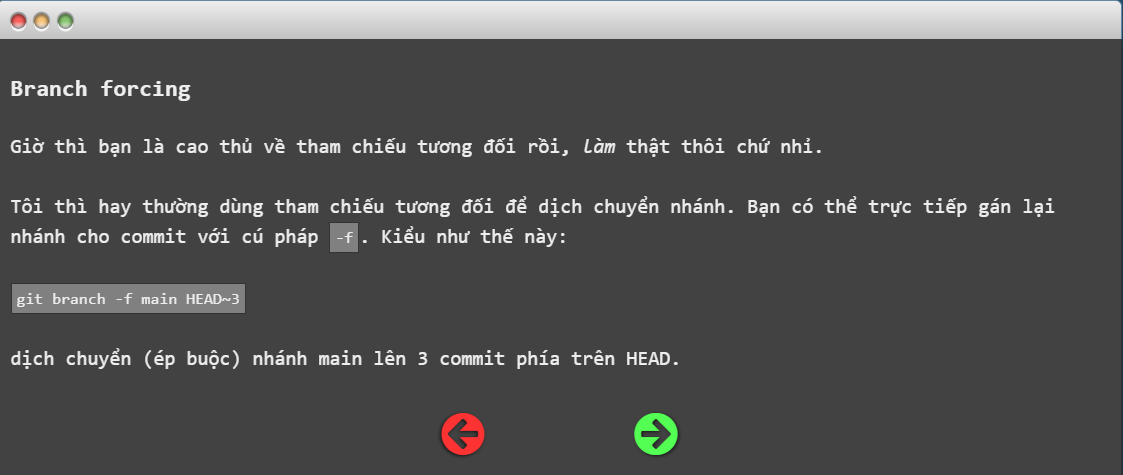 Branch forcing
Giờ thì bạn là cao thủ về tham chiếu tương đối rồi, làm thật thôi chứ nhỉ.
Tôi thì hay thường dùng tham chiếu tương đối để dịch chuyển nhánh. Bạn có thể trực tiếp gán lại
nhánh cho commit với cú pháp -f. Kiểu như thế này:
git branch -f main HEAD~3
dịch chuyển (ép buộc) nhánh main lên 3 commit phía trên HEAD.